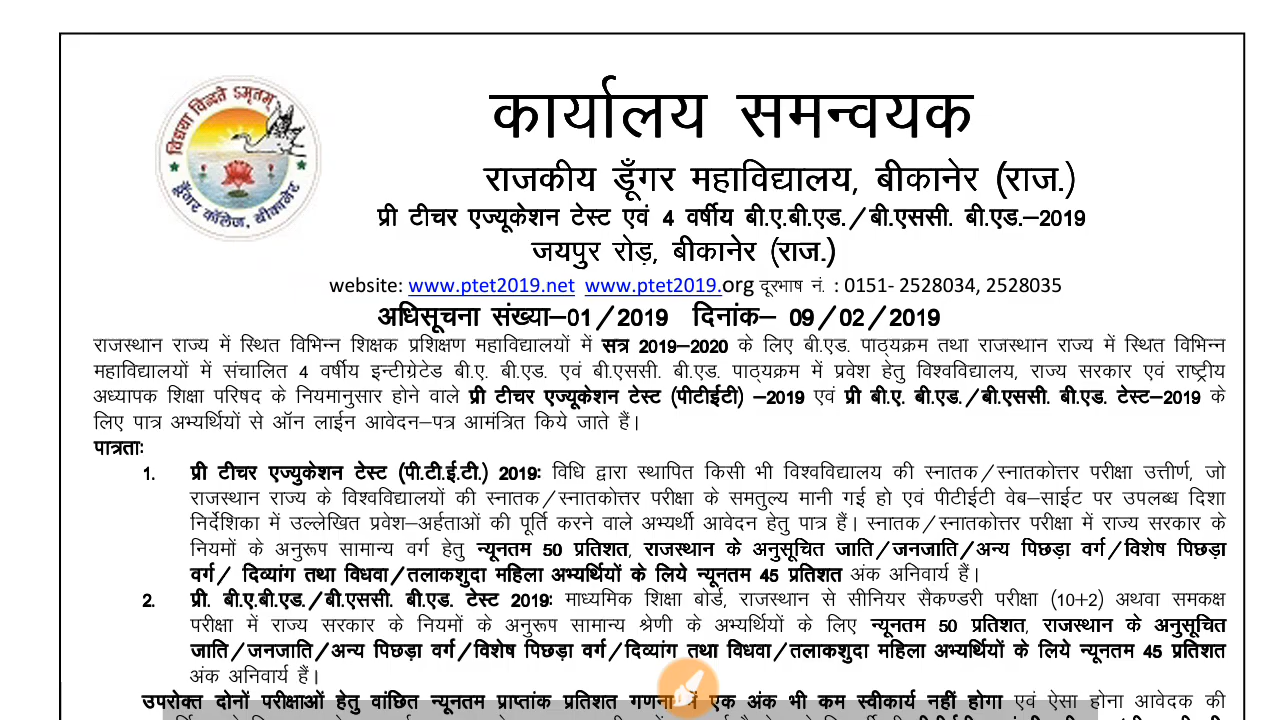 विद्यया विन्दते ऽमृतम्
डूँगर कॉलेज, बीकानेर
कार्यालय समन्वयक
राजकीय डूँगर महाविद्यालय, बीकानेर (राज.)
प्री टीचर एज्यूकेशन टेस्ट एवं 4 वर्षीय बी.ए.बी.एड./बी.एससी. बी.एड.–2019
जयपुर रोड़, बीकानेर (राज.)
website: www.ptet2019.net www.ptet2019.org दूरभाष नं. : 0151- 2528034, 2528035
अधिसूचना संख्या–01/2019 दिनांक– 09/02/2019
राजस्थान राज्य में स्थित विभिन्न शिक्षक प्रशिक्षण महाविद्यालयों में सत्र 2019–2020 के लिए बी.एड. पाठ्यक्रम तथा राजस्थान राज्य में स्थित विभिन्न
महाविद्यालयों में संचालित 4 वर्षीय इन्टीग्रेटेड बी.ए. बी.एड. एवं बी.एससी. बी.एड. पाठ्यक्रम में प्रवेश हेतु विश्वविद्यालय, राज्य सरकार एवं राष्ट्रीय
अध्यापक शिक्षा परिषद के नियमानुसार होने वाले प्री टीचर एज्यूकेशन टेस्ट (पीटीईटी) –2019 एवं प्री बी.ए. बी.एड./बी.एससी. बी.एड. टेस्ट–2019 के
लिए पात्र अभ्यर्थियों से ऑन लाईन आवेदन–पत्र आमंत्रित किये जाते हैं।
पात्रताः
1. प्री टीचर एज्युकेशन टेस्ट (पी.टी.ई.टी.) 2019ः विधि द्वारा स्थापित किसी भी विश्वविद्यालय की स्नातक/स्नातकोत्तर परीक्षा उत्तीर्ण, जो
राजस्थान राज्य के विश्वविद्यालयों की स्नातक/स्नातकोत्तर परीक्षा के समतुल्य मानी गई हो एवं पीटीईटी वेब–साईट पर उपलब्ध दिशा
निर्देशिका में उल्लेखित प्रवेश–अर्हताओं की पूर्ति करने वाले अभ्यर्थी आवेदन हेतु पात्र हैं। स्नातक/स्नातकोत्तर परीक्षा में राज्य सरकार के
नियमों के अनुरूप सामान्य वर्ग हेतु न्यूनतम 50 प्रतिशत, राजस्थान के अनुसूचित जाति/जनजाति/अन्य पिछड़ा वर्ग/विशेष पिछड़ा
वर्ग/ दिव्यांग तथा विधवा/तलाकशुदा महिला अभ्यर्थियों के लिये न्यूनतम 45 प्रतिशत अंक अनिवार्य हैं।
2. प्री. बी.ए.बी.एड./बी.एससी. बी.एड. टेस्ट 2019ः माध्यमिक शिक्षा बोर्ड, राजस्थान से सीनियर सैकण्डरी परीक्षा (10+2) अथवा समकक्ष
परीक्षा में राज्य सरकार के नियमों के अनुरूप सामान्य श्रेणी के अभ्यर्थियों के लिए न्यूनतम 50 प्रतिशत, राजस्थान के अनुसूचित
जाति/जनजाति/अन्य पिछड़ा वर्ग/विशेष पिछड़ा वर्ग/दिव्यांग तथा विधवा/तलाकशुदा महिला अभ्यर्थियों के लिये न्यूनतम 45 प्रतिशत
अंक अनिवार्य हैं।
उपरोक्त दोनों परीक्षाओं हेतु वांछित न्यूनतम प्राप्तांक प्रतिशत गणना में एक अंक भी कम स्वीकार्य नहीं होगा एवं ऐसा होना आवेदक की